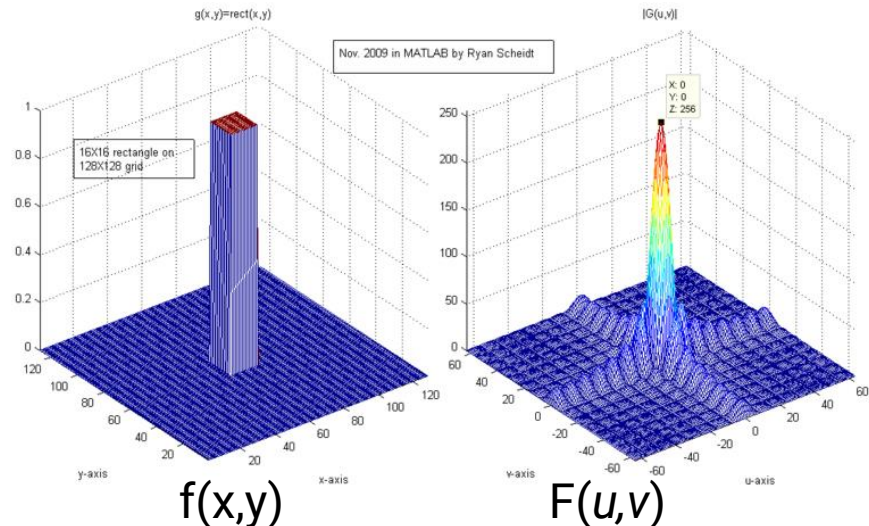 g(x,y)=rect(x,y)
|G(u,v)|
Nov. 2009 in MATLAB by Ryan Scheidt
X: 0
Y: 0
Z: 256
16X16 rectangle on
128X128 grid
1
0.8
0.6
0.4
0.2
0
120
100
80
60
40
20
20
40
60
80
100
120
y-axis
x-axis
250
200
150
100
50
0
60
40
20
0
-20
-40
-60
-60
-40
-20
0
20
40
60
v-axis
u-axis
f(x,y)
F(u,v)